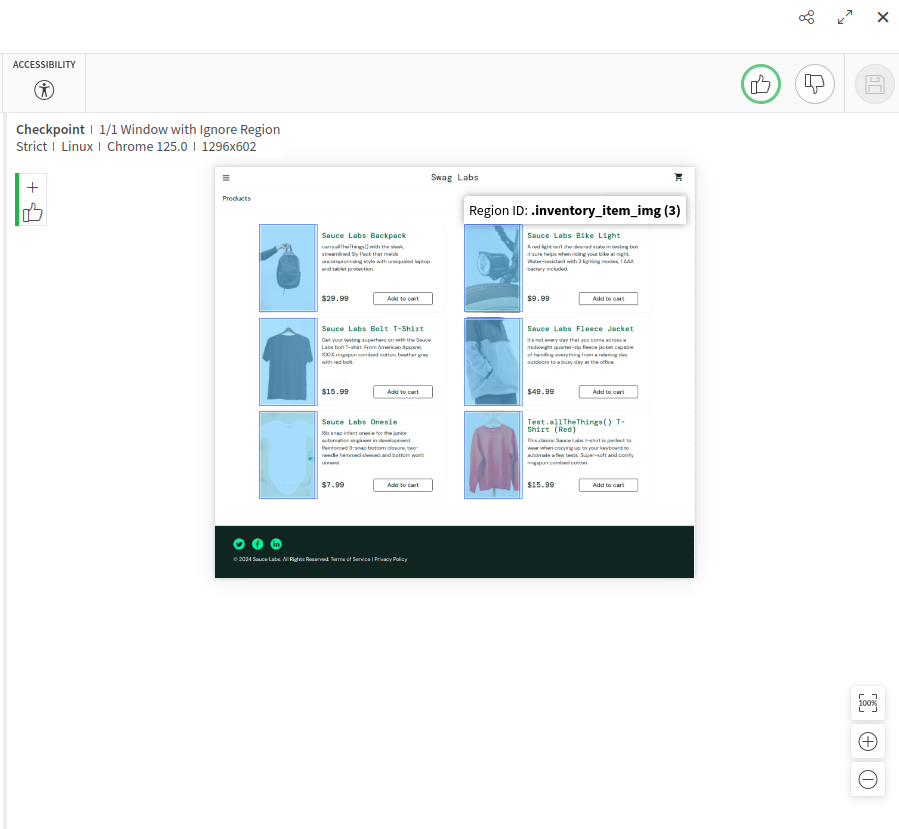 ACCESSIBILITY
Checkpoint | 1/1 Window with Ignore Region
Strict | Linux | Chrome 125.0 | 1296x602
Swag Labs
Products
Region ID: .inventory_item_img (3)
Sauce Labs Backpack
carry.allTheThings() with the sleek,
streamlined Sly Pack that melds
uncompromising style with unequaled laptop
and tablet protection.
$29.99
Add to cart
Sauce Labs Bike Light
A red light isn't the desired state in testing but
it sure helps when riding your bike at night.
Water-resistant with 3 lighting modes, 1 AAA
battery included.
$9.99
Add to cart
Sauce Labs Bolt T-Shirt
Get your testing superhero on with the Sauce
Labs bolt T-shirt. From American Apparel,
100% ringspun combed cotton, heather gray
with red bolt.
$15.99
Add to cart
Sauce Labs Fleece Jacket
It's not every day that you come across a
midweight quarter-zip fleece jacket capable
of handling everything from a relaxing day
outdoors to a busy day at the office.
$49.99
Add to cart
Sauce Labs Onesie
Rib snap infant onesie for the junior
automation engineer in development.
Reinforced 3-snap bottom closure, two-
needle hemmed sleeved and bottom won't
unravel.
$7.99
Add to cart
Test.allTheThings() T-
Shirt (Red)
This classic Sauce Labs t-shirt is perfect to
wear when cozying up to your keyboard to
automate a few tests. Super-soft and comfy
ringspun combed cotton.
$15.99
Add to cart
© 2024 Sauce Labs. All Rights Reserved. Terms of Service | Privacy Policy
100%